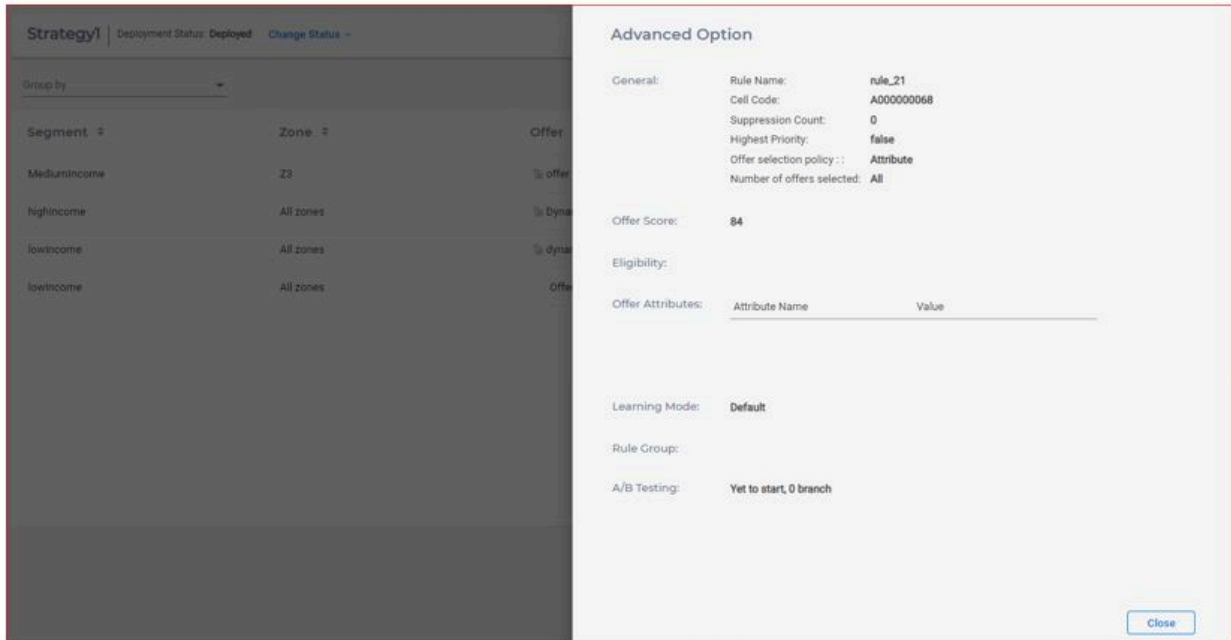 Strategy1 Deployment Status: Deployed Change Status
Group by
Segment Zone Offer
MediumIncome Z3 offer
highincome All zones Dyna
lowincome All zones dynar
lowincome All zones Offe
Advanced Option
General:
Rule Name: rule_21
Cell Code: A000000068
Suppression Count: 0
Highest Priority: false
Offer selection policy : : Attribute
Number of offers selected: All
Offer Score: 84
Eligibility:
Offer Attributes: Attribute Name Value
Learning Mode: Default
Rule Group:
A/B Testing: Yet to start, 0 branch
Close